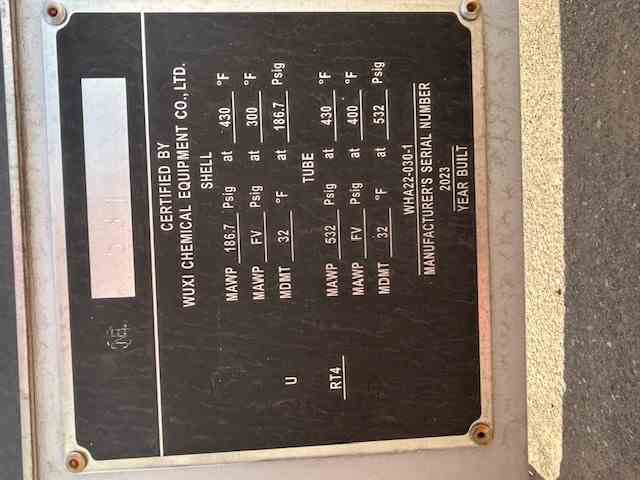 CERTIFIED BY
WUXI CHEMICAL EQUIPMENT CO., LTD.
SHELL
MAWP 186.7 Psig at 430 °F
MAWP FV Psig at 300 °F
U
MDMT 32 °F at 186.7 Psig
TUBE
RT4
MAWP 532 Psig at 430 °F
MAWP FV Psig at 400 °F
MDMT 32 °F at 532 Psig
WHA22-030-1
MANUFACTURER'S SERIAL NUMBER
2023
YEAR BUILT